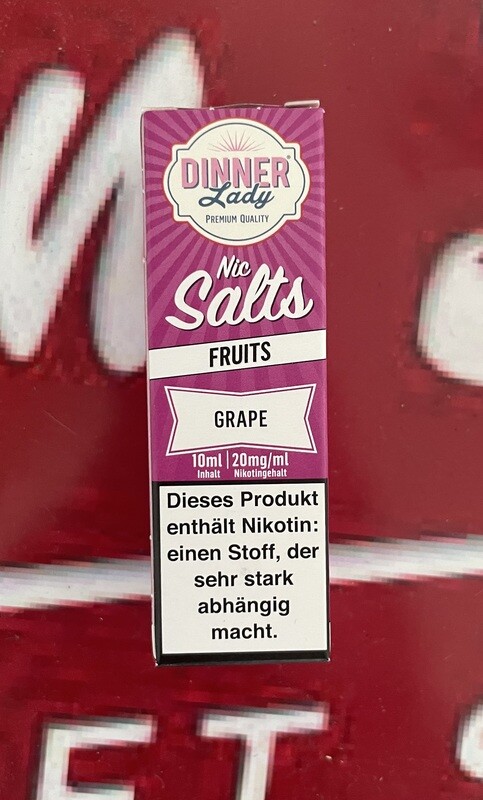 DINNER®
Lady
PREMIUM QUALITY
Nic
Salts
FRUITS
GRAPE
10ml | 20mg/ml
Inhalt Nikotingehalt
Dieses Produkt
enthält Nikotin:
einen Stoff, der
sehr stark
abhängig
macht.
ET